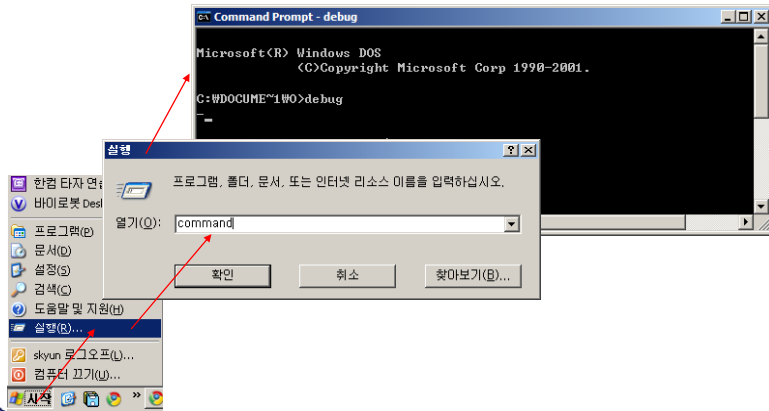 Command Prompt - debug
Microsoft(R) Windows DOS
(C)Copyright Microsoft Corp 1990-2001.
C:₩DOCUME~1₩O>debug
-_
실행
프로그램, 폴더, 문서, 또는 인터넷 리소스 이름을 입력하십시오.
열기(O):
command
확인
취소
찾아보기(B)...
한컴 타자 연
바이로봇 Des
프로그램(P)
문서(D)
설정(S)
검색(C)
도움말 및 지원(H)
실행(R)...
skyun 로그오프(L)...
컴퓨터 끄기(U)...
시작